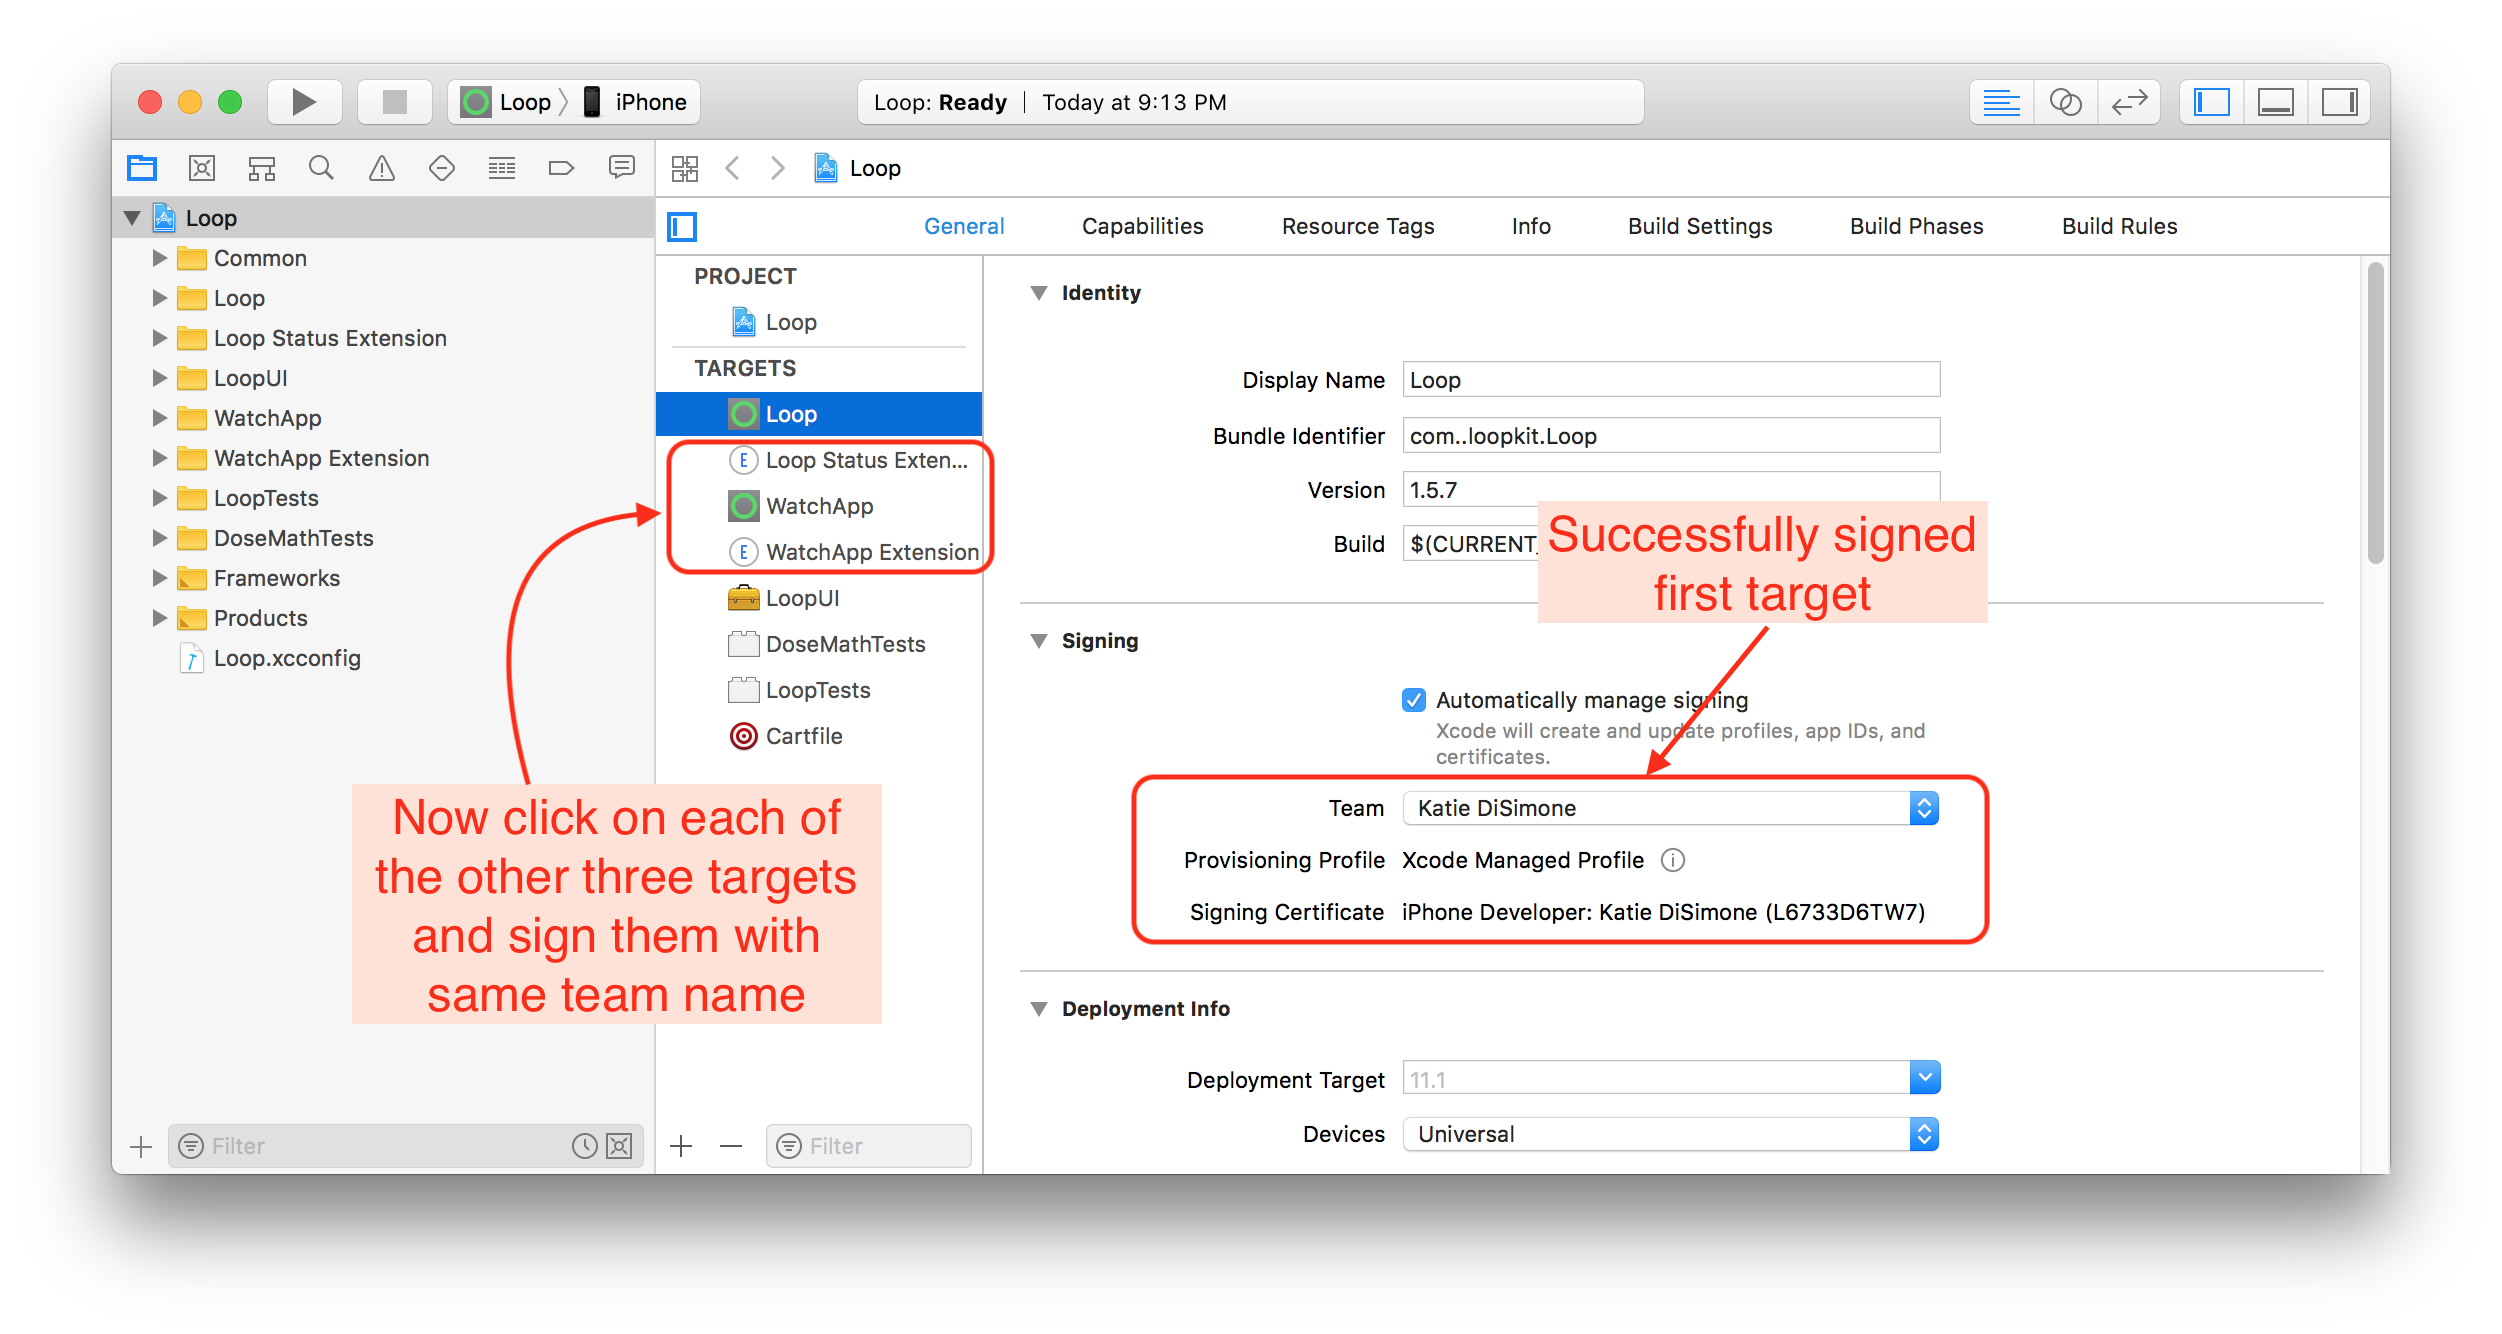 Loop
iPhone
Loop: Ready
Today at 9:13 PM
Loop
Loop
Common
Loop
Loop Status Extension
LoopUI
WatchApp
WatchApp Extension
LoopTests
DoseMathTests
Frameworks
Products
Loop.xcconfig
Filter
General
Capabilities
Resource Tags
Info
Build Settings
Build Phases
Build Rules
PROJECT
Loop
TARGETS
Loop
Loop Status Exten...
WatchApp
WatchApp Extension
LoopUI
DoseMathTests
LoopTests
Cartfile
Filter
Now click on each of
the other three targets
and sign them with
same team name
Identity
Display Name Loop
Bundle Identifier com..loopkit.Loop
Version 1.5.7
Build $(CURRENT_
Successfully signed
first target
Signing
Automatically manage signing
Xcode will create and update profiles, app IDs, and
certificates.
Team Katie DiSimone
Provisioning Profile Xcode Managed Profile
Signing Certificate iPhone Developer: Katie DiSimone (L6733D6TW7)
Deployment Info
Deployment Target 11.1
Devices Universal